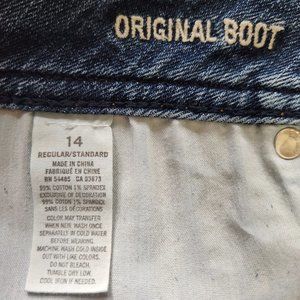 ORIGINAL BOOT
14
REGULAR/STANDARD
MADE IN CHINA
FABRIQUÉ EN CHINE
RN 54485 CA 03673
99% COTTON 1% SPANDEX
EXCLUSIVE OF DECORATION
99% COTON 1% SPANDEX
SANS LES DÉCORATIONS
COLOR MAY TRANSFER
WHEN NEW. WASH ONCE
SEPARATELY IN COLD WATER
BEFORE WEARING.
MACHINE WASH COLD INSIDE
OUT WITH LIKE COLORS.
DO NOT BLEACH.
TUMBLE DRY LOW.
COOL IRON IF NEEDED.